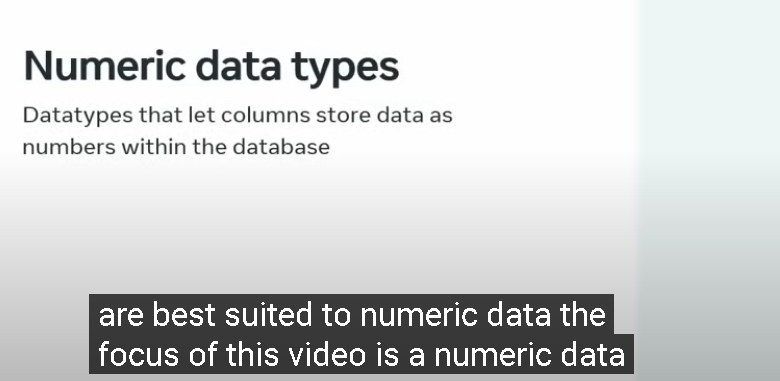 Numeric data types
Datatypes that let columns store data as
numbers within the database
are best suited to numeric data the
focus of this video is a numeric data